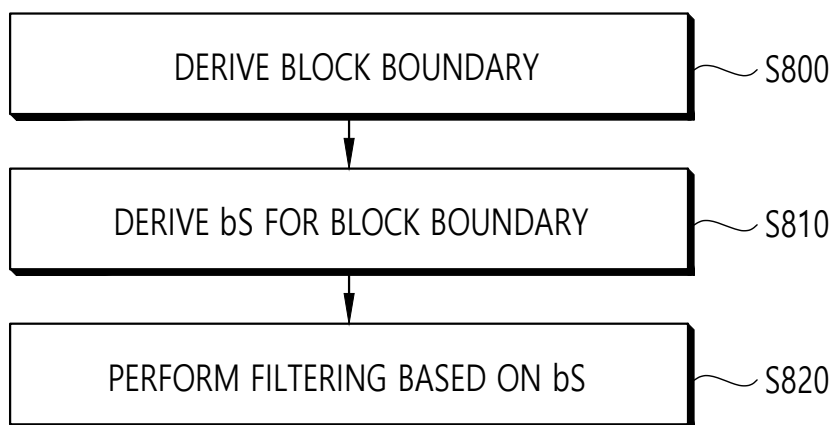 DERIVE BLOCK BOUNDARY S800
DERIVE bS FOR BLOCK BOUNDARY S810
PERFORM FILTERING BASED ON bS S820